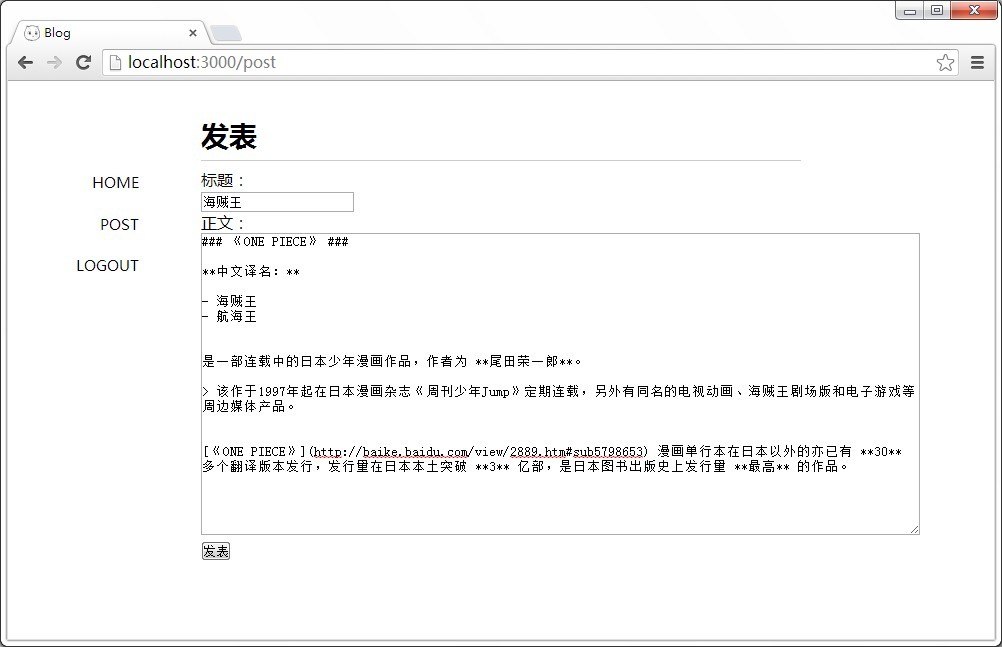 Blog
localhost:3000/post
发表
HOME
POST
LOGOUT
标题：
海贼王
正文：
### 《ONE PIECE》 ###
**中文译名：**
- 海贼王
- 航海王
是一部连载中的日本少年漫画作品，作者为 **尾田荣一郎**。
> 该作于1997年起在日本漫画杂志《周刊少年Jump》定期连载，另外有同名的电视动画、海贼王剧场版和电子游戏等
周边媒体产品。
[《ONE PIECE》](http://baike.baidu.com/view/2889.htm#sub5798653) 漫画单行本在日本以外的亦已有 **30**
多个翻译版本发行，发行量在日本本土突破 **3** 亿部，是日本图书出版史上发行量 **最高** 的作品。
发表